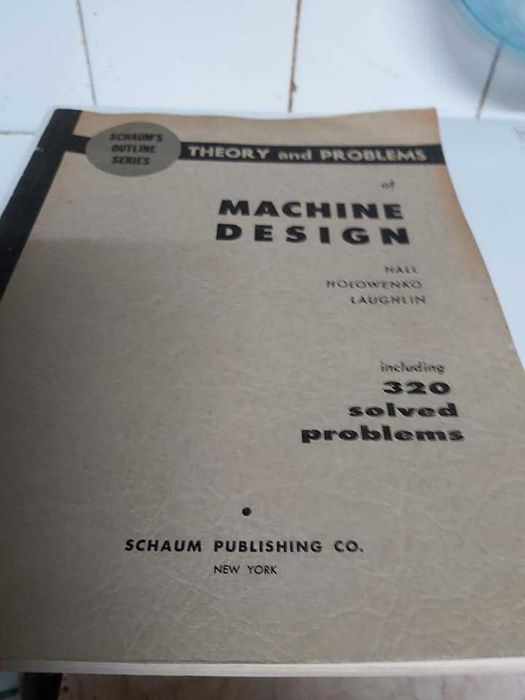 SCHAUM'S
OUTLINE
SERIES
THEORY and PROBLEMS
of
MACHINE
DESIGN
HALL
HOLOWENKO
LAUGHLIN
including
320
solved
problems
SCHAUM PUBLISHING CO.
NEW YORK